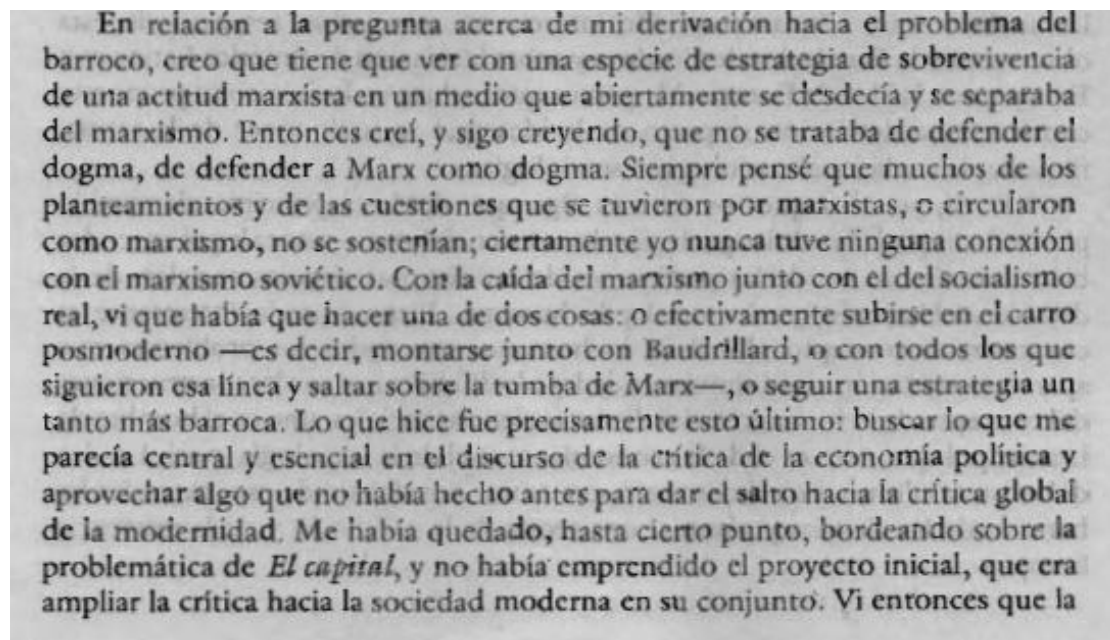 En relación a la pregunta acerca de mi derivación hacia el problema del
barroco, creo que tiene que ver con una especie de estrategia de sobrevivencia
de una actitud marxista en un medio que abiertamente se desdecía y se separaba
del marxismo. Entonces creí, y sigo creyendo, que no se trataba de defender el
dogma, de defender a Marx como dogma. Siempre pensé que muchos de los
planteamientos y de las cuestiones que se tuvieron por marxistas, o circularon
como marxismo, no se sostenían; ciertamente yo nunca tuve ninguna conexión
con el marxismo soviético. Con la caída del marxismo junto con el del socialismo
real, vi que había que hacer una de dos cosas: o efectivamente subirse en el carro
posmoderno —es decir, montarse junto con Baudrillard, o con todos los que
siguieron esa línea y saltar sobre la tumba de Marx—, o seguir una estrategia un
tanto más barroca. Lo que hice fue precisamente esto último: buscar lo que me
parecía central y esencial en el discurso de la crítica de la economía política y
aprovechar algo que no había hecho antes para dar el salto hacia la crítica global
de la modernidad. Me había quedado, hasta cierto punto, bordeando sobre la
problemática de El capital, y no había emprendido el proyecto inicial, que era
ampliar la crítica hacia la sociedad moderna en su conjunto. Vi entonces que la